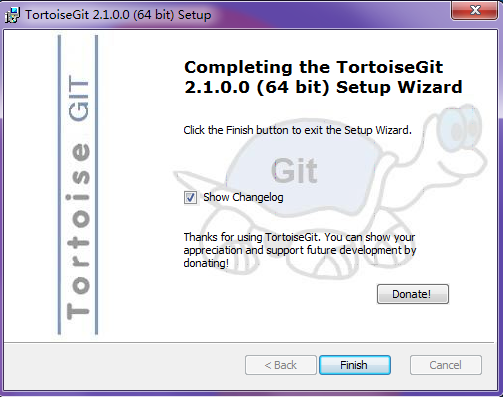 TortoiseGit 2.1.0.0 (64 bit) Setup
Tortoise GIT
Completing the TortoiseGit
2.1.0.0 (64 bit) Setup Wizard
Click the Finish button to exit the Setup Wizard.
Git
Show Changelog
Thanks for using TortoiseGit. You can show your
appreciation and support future development by
donating!
Donate!
< Back
Finish
Cancel